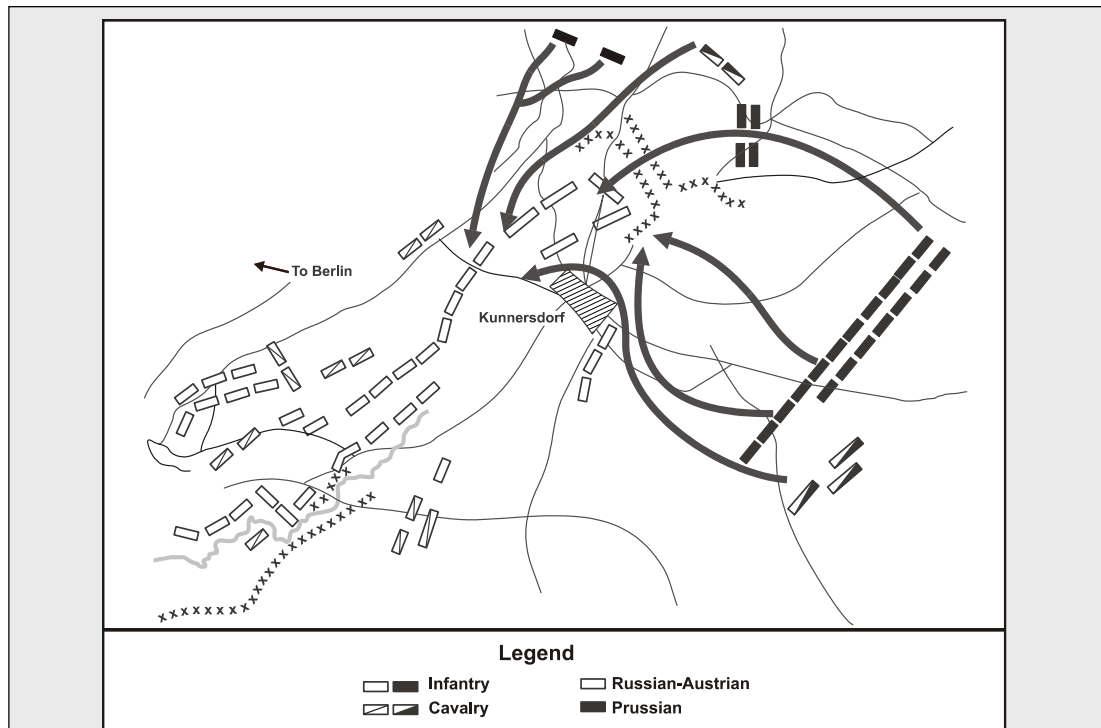 To Berlin
Kunnersdorf
Legend
Infantry
Russian-Austrian
Cavalry
Prussian